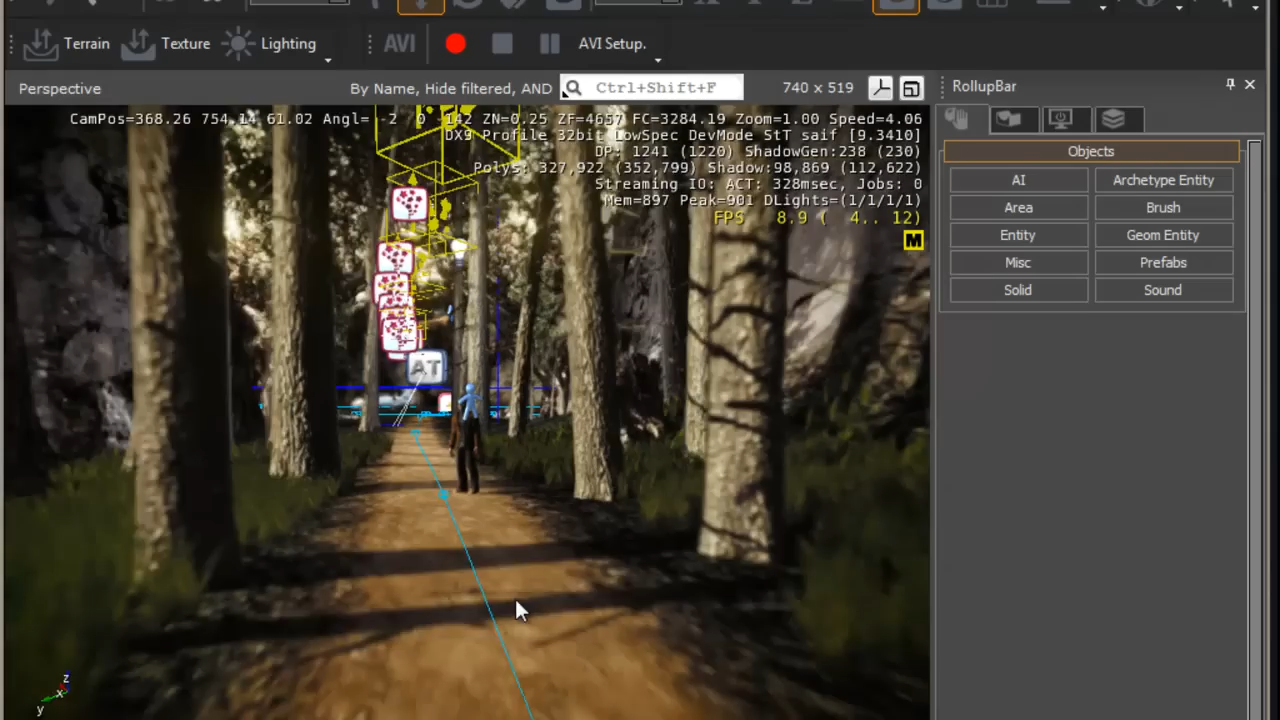 Terrain Texture Lighting AVI AVI Setup.
Perspective By Name, Hide filtered, AND Ctrl+Shift+F 740 x 519
RollupBar
CamPos=368.26 754.14 61.02 Angl= -2 0 142 ZN=0.25 ZF=4657 FC=3284.19 Zoom=1.00 Speed=4.06
DX9 Profile 32bit LowSpec DevMode StT saif [9.3410]
DP: 1241 (1220) ShadowGen:238 (230)
Polys: 327,922 (352,799) Shadow:98,869 (112,622)
Streaming IO: ACT: 328msec, Jobs: 0
Mem=897 Peak=901 DLights=(1/1/1/1)
FPS 8.9 ( 4.. 12)
M
AT
z
x
y
Objects
AI Archetype Entity
Area Brush
Entity Geom Entity
Misc Prefabs
Solid Sound